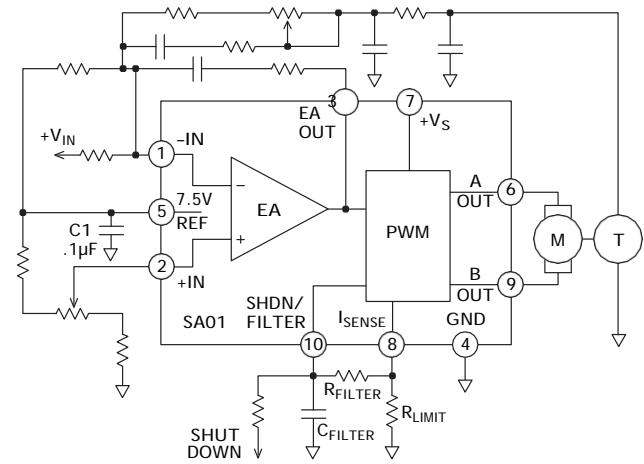 3
7
EA
OUT
+VS
+VIN
1
–IN
5
7.5V
REF
–
EA
+
C1
.1µF
2
+IN
PWM
A
OUT
6
M
T
B
OUT
9
SA01
SHDN/
FILTER
ISENSE
GND
10
8
4
RFILTER
CFILTER
RLIMIT
SHUT
DOWN